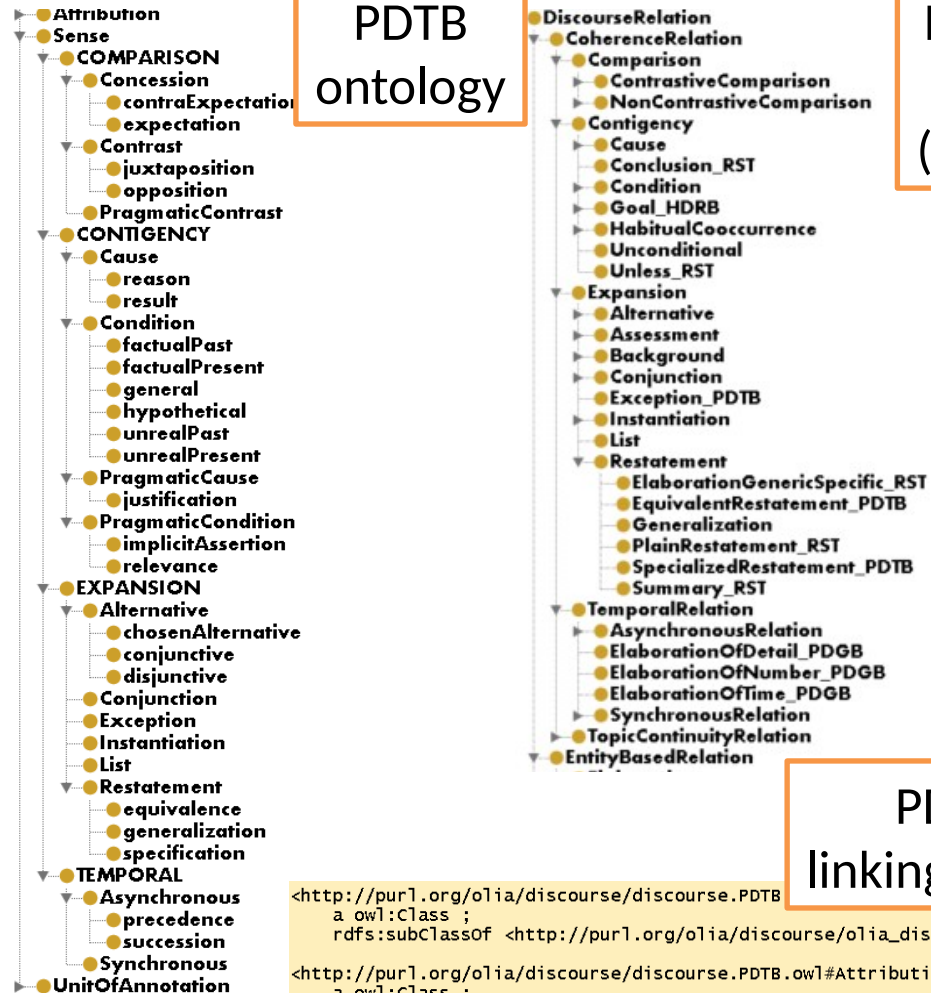 Attribution
Sense
COMPARISON
Concession
contraExpectation
expectation
Contrast
juxtaposition
opposition
PragmaticContrast
CONTIGENCY
Cause
reason
result
Condition
factualPast
factualPresent
general
hypothetical
unrealPast
unrealPresent
PragmaticCause
justification
PragmaticCondition
implicitAssertion
relevance
EXPANSION
Alternative
chosenAlternative
conjunctive
disjunctive
Conjunction
Exception
Instantiation
List
Restatement
equivalence
generalization
specification
TEMPORAL
Asynchronous
precedence
succession
Synchronous
UnitOfAnnotation
PDTB
ontology
DiscourseRelation
CoherenceRelation
Comparison
ContrastiveComparison
NonContrastiveComparison
Contigency
Cause
Conclusion_RST
Condition
Goal_HDRB
HabitualCooccurrence
Unconditional
Unless_RST
Expansion
Alternative
Assessment
Background
Conjunction
Exception_PDTB
Instantiation
List
Restatement
ElaborationGenericSpecific_RST
EquivalentRestatement_PDTB
Generalization
PlainRestatement_RST
SpecializedRestatement_PDTB
Summary_RST
TemporalRelation
AsynchronousRelation
ElaborationOfDetail_PDGB
ElaborationOfNumber_PDGB
ElaborationOfTime_PDGB
SynchronousRelation
TopicContinuityRelation
EntityBasedRelation
(
PD
linking
<http://purl.org/olia/discourse/discourse.PDTB
a owl:Class ;
rdfs:subClassOf <http://purl.org/olia/discourse/olia_dis
<http://purl.org/olia/discourse/discourse.PDTB.owl#Attributi
a owl:Class ;